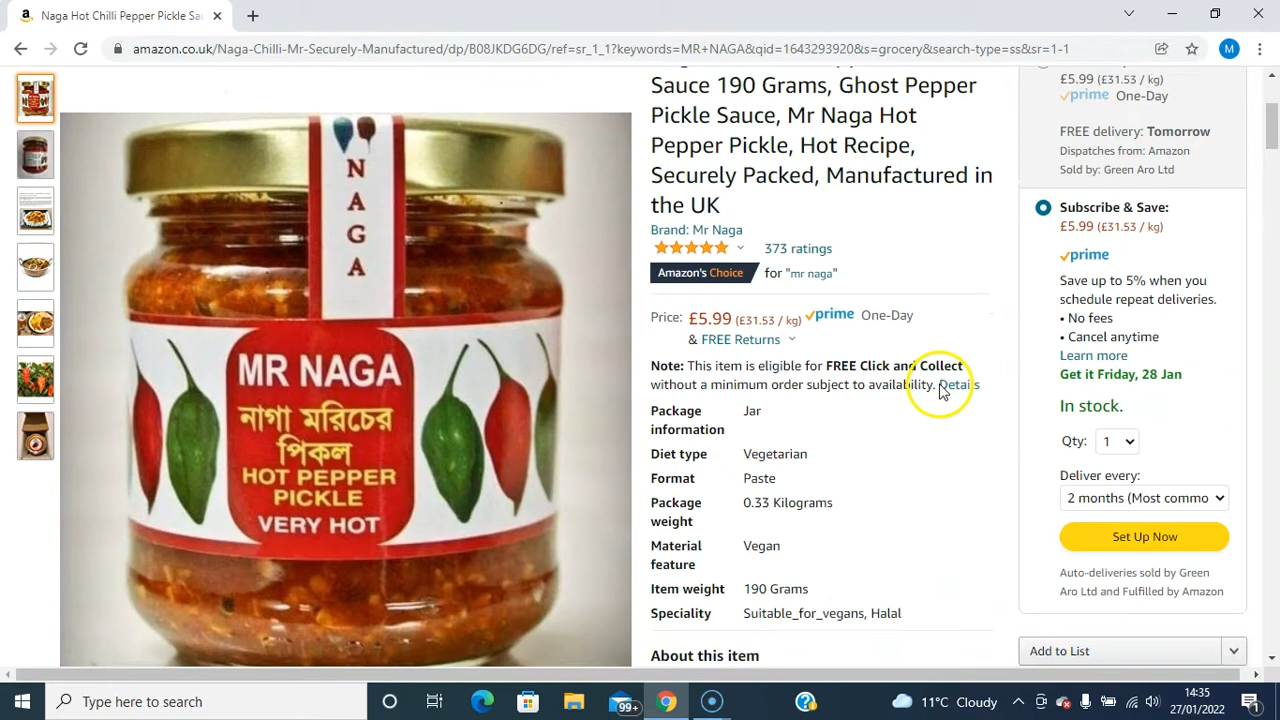 Naga Hot Chilli Pepper Pickle Sau
amazon.co.uk/Naga-Chilli-Mr-Securely-Manufactured/dp/B08JKDG6DG/ref=sr_1_1?keywords=MR+NAGA&qid=1643293920&s=grocery&search-type=ss&sr=1-1
M
NAGA
MR NAGA
নাগা মরিচের
পিকল
HOT PEPPER
PICKLE
VERY HOT
Sauce 190 Grams, Ghost Pepper
Pickle Sauce, Mr Naga Hot
Pepper Pickle, Hot Recipe,
Securely Packed, Manufactured in
the UK
Brand: Mr Naga
373 ratings
Amazon's Choice for "mr naga"
Price: £5.99 (£31.53 / kg) prime One-Day
& FREE Returns
Note: This item is eligible for FREE Click and Collect
without a minimum order subject to availability. Details
Package information Jar
Diet type Vegetarian
Format Paste
Package weight 0.33 Kilograms
Material feature Vegan
Item weight 190 Grams
Speciality Suitable_for_vegans, Halal
About this item
£5.99 (£31.53 / kg)
prime One-Day
FREE delivery: Tomorrow
Dispatches from: Amazon
Sold by: Green Aro Ltd
Subscribe & Save:
£5.99 (£31.53 / kg)
prime
Save up to 5% when you
schedule repeat deliveries.
• No fees
• Cancel anytime
Learn more
Get it Friday, 28 Jan
In stock.
Qty: 1
Deliver every:
2 months (Most commo
Set Up Now
Auto-deliveries sold by Green
Aro Ltd and Fulfilled by Amazon
Add to List
Type here to search
99+
11°C Cloudy
14:35
27/01/2022
1